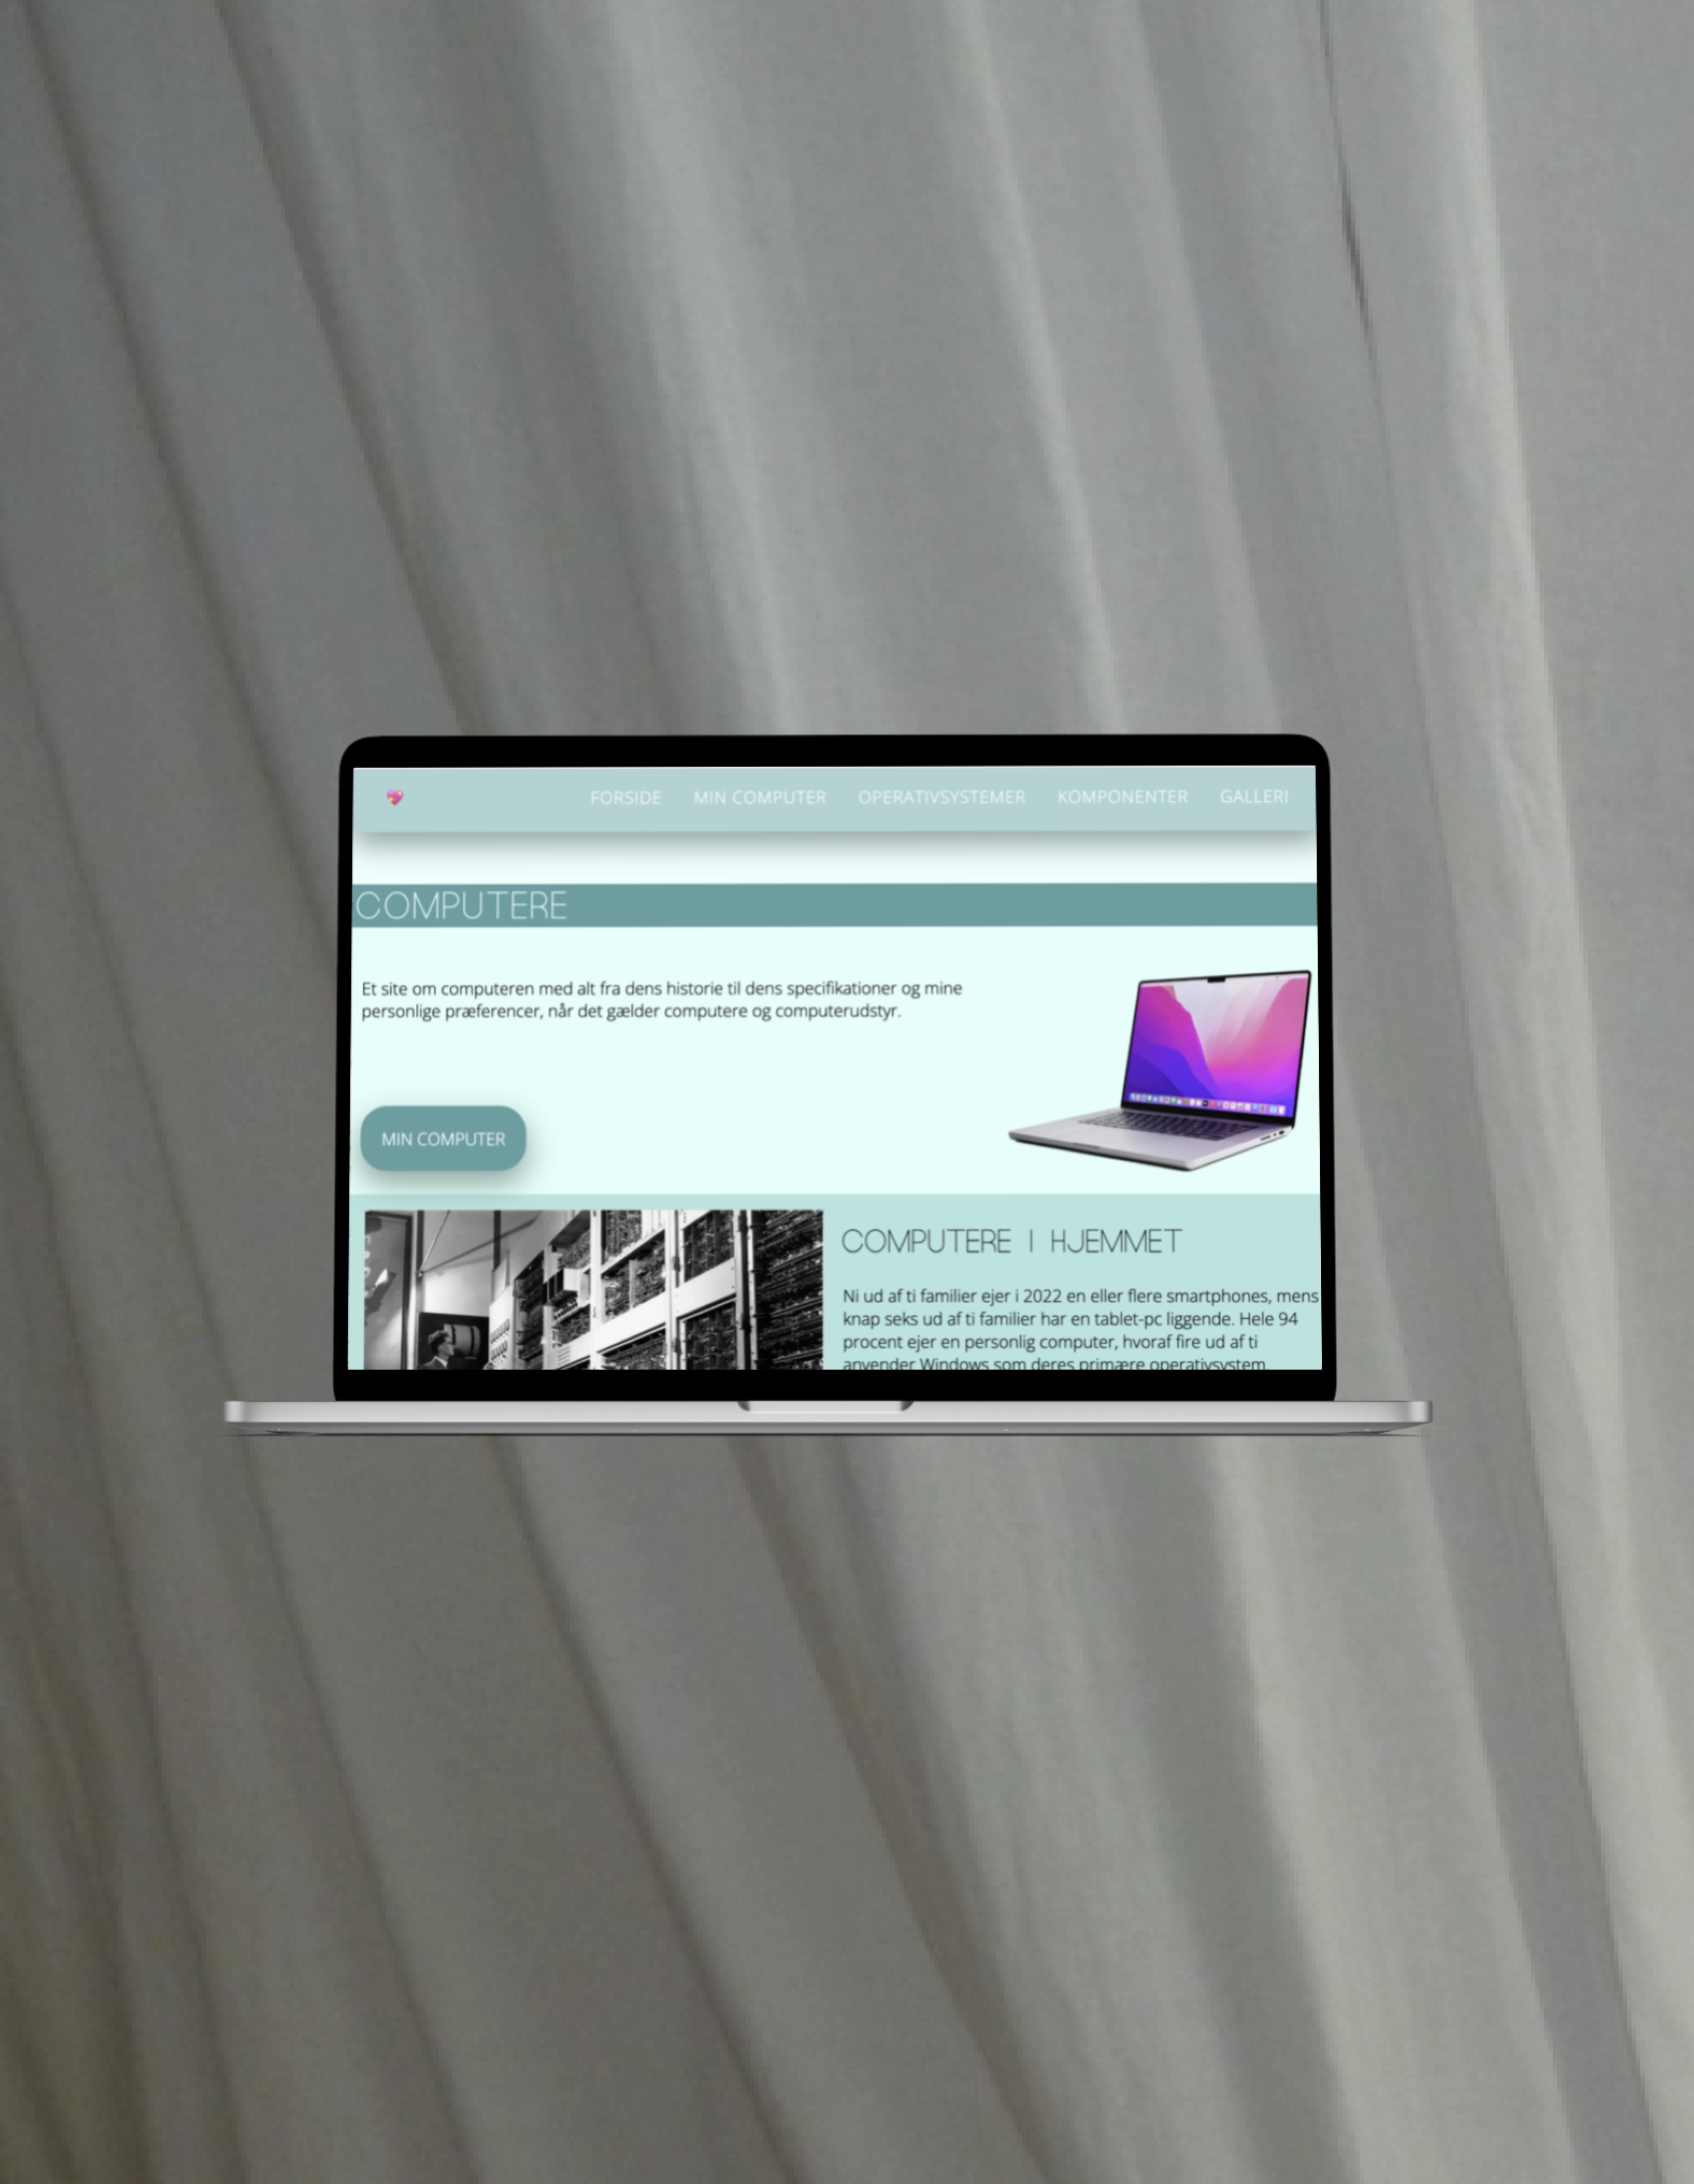 FORSIDE MIN COMPUTER OPERATIVSYSTEMER KOMPONENTER GALLERI
COMPUTERE
Et site om computeren med alt fra dens historie til dens specifikationer og mine
personlige præferencer, når det gælder computere og computerudstyr.
MIN COMPUTER
COMPUTERE I HJEMMET
Ni ud af ti familier ejer i 2022 en eller flere smartphones, mens
knap seks ud af ti familier har en tablet-pc liggende. Hele 94
procent ejer en personlig computer, hvoraf fire ud af ti
anvender Windows som deres primære operativsystem